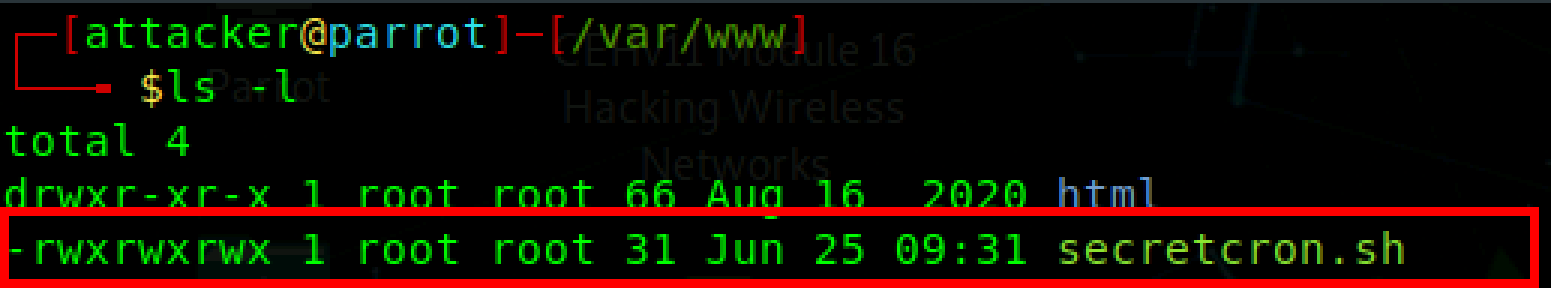 [attacker@parrot]-[/var/www]
$ls -l
total 4
drwxr-xr-x 1 root root 66 Aug 16  2020 html
-rwxrwxrwx 1 root root 31 Jun 25 09:31 secretcron.sh
CEHv11 Module 16
Hacking Wireless
Networks
Parrot